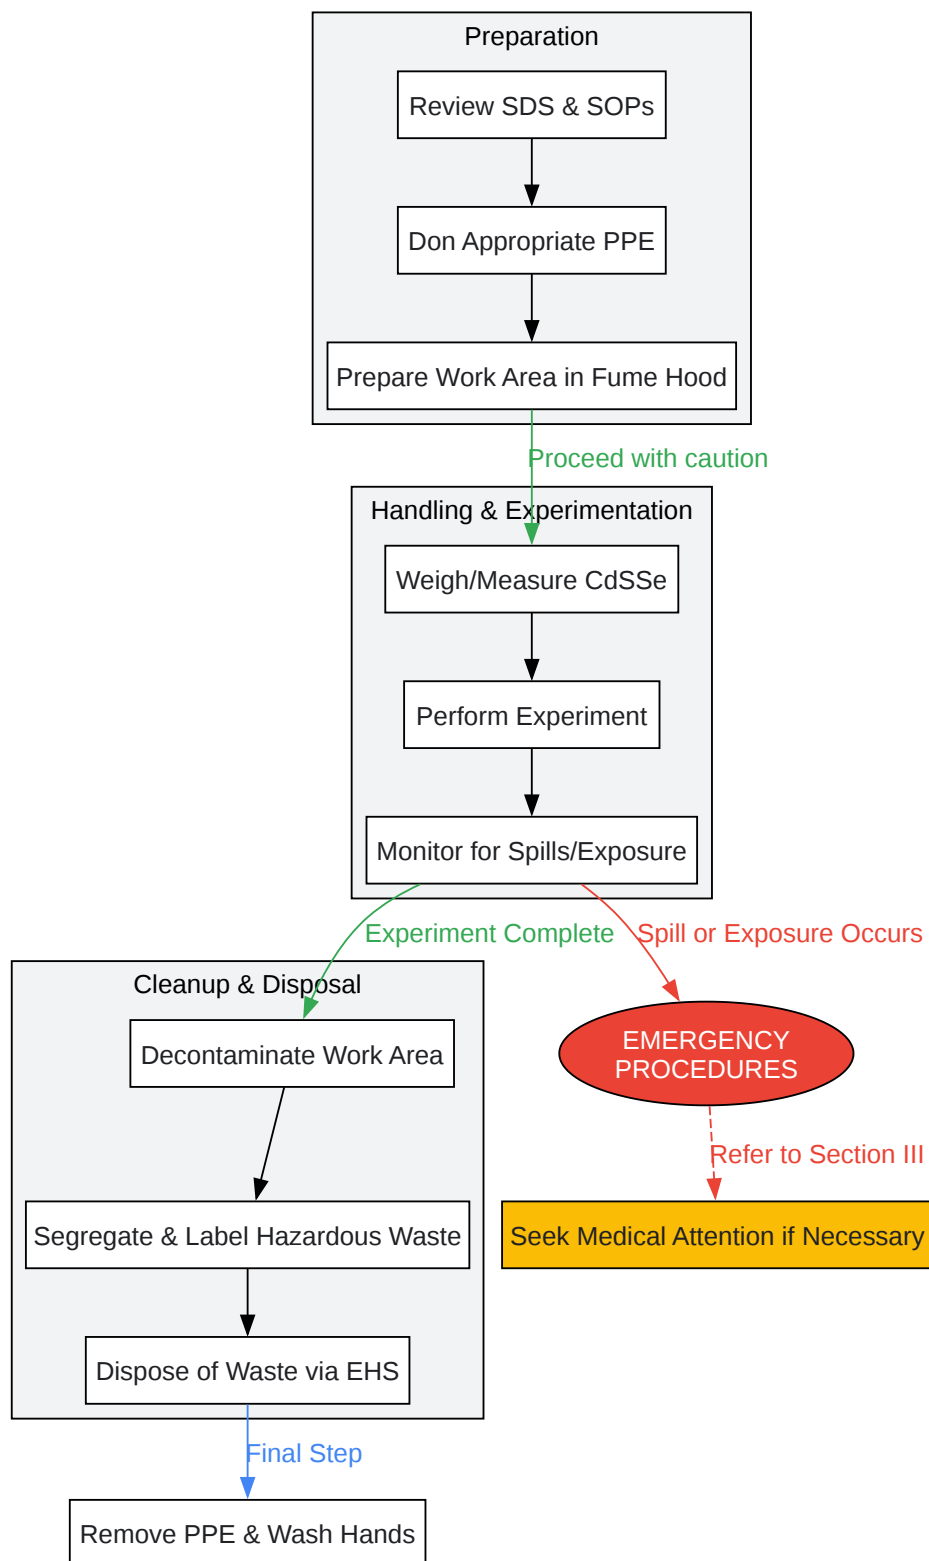 Preparation
Review SDS & SOPs
Don Appropriate PPE
Prepare Work Area in Fume Hood
Proceed with caution
Handling & Experimentation
Weigh/Measure CdSSe
Perform Experiment
Monitor for Spills/Exposure
Experiment Complete
Spill or Exposure Occurs
Cleanup & Disposal
Decontaminate Work Area
EMERGENCY
PROCEDURES
Refer to Section III
Segregate & Label Hazardous Waste
Seek Medical Attention if Necessary
Dispose of Waste via EHS
Final Step
Remove PPE & Wash Hands